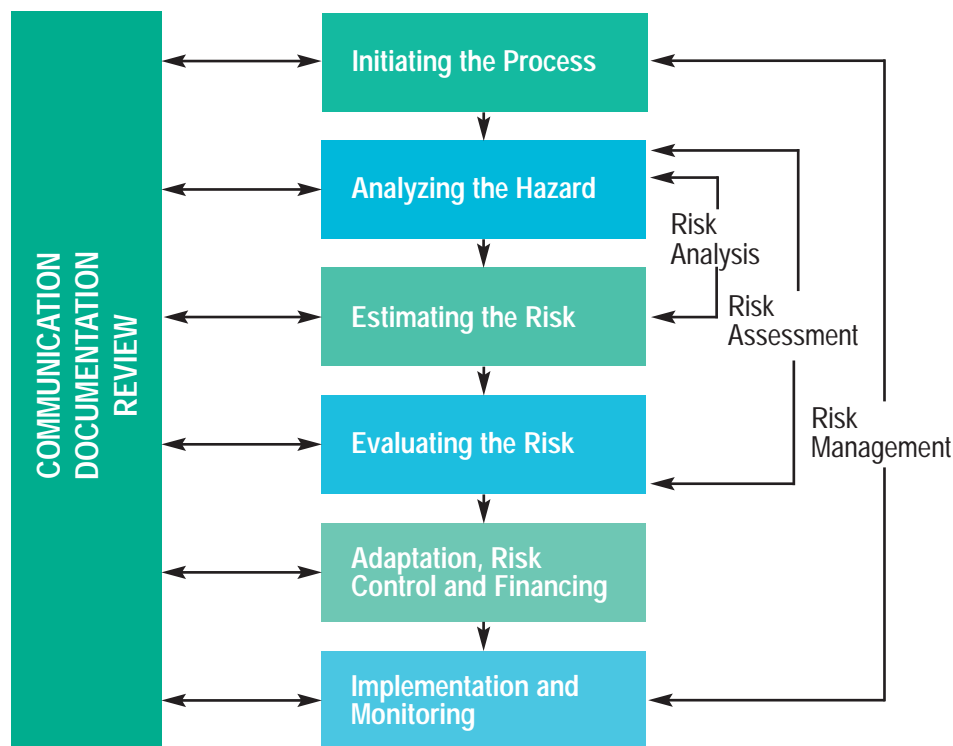 COMMUNICATION
DOCUMENTATION
REVIEW
Initiating the Process
Analyzing the Hazard
Estimating the Risk
Evaluating the Risk
Adaptation, Risk
Control and Financing
Implementation and
Monitoring
Risk
Analysis
Risk
Assessment
Risk
Management